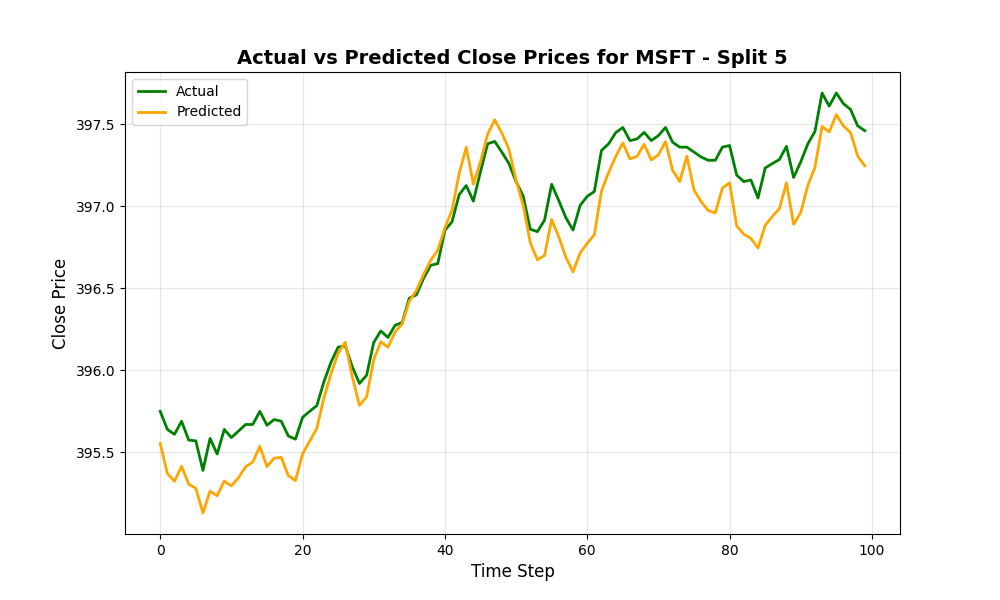 Actual vs Predicted Close Prices for MSFT - Split 5
Actual
Predicted
Close Price
397.5
397.0
396.5
396.0
395.5
0 20 40 60 80 100
Time Step